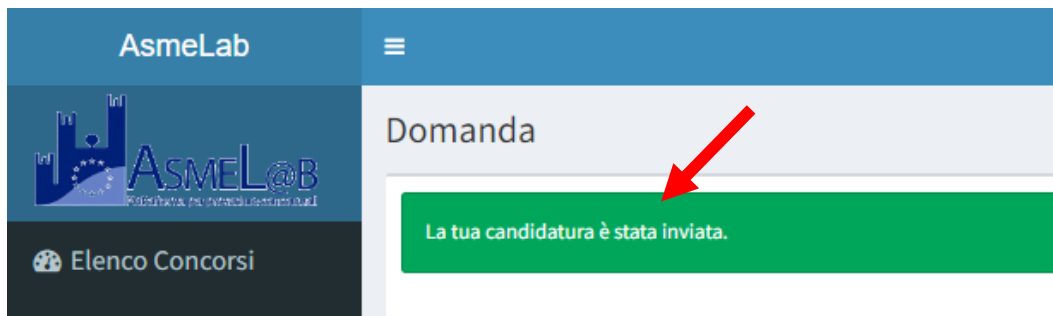 AsmeLab
Domanda
ASMEL@B
La tua candidatura è stata inviata.
Elenco Concorsi